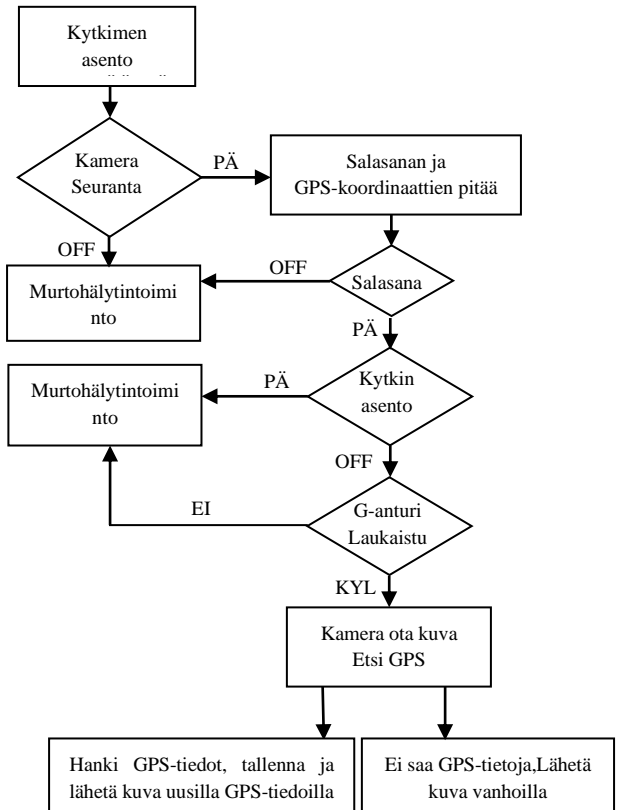 Kytkimen
asento
Kamera
Seuranta
PÄ
Salasanan ja
GPS-koordinaattien pitää
OFF
Murtohälytintoimi
nto
OFF
Salasana
PÄ
Murtohälytintoimi
nto
PÄ
Kytkin
asento
OFF
EI
G-anturi
Laukaistu
KYL
Kamera ota kuva
Etsi GPS
Hanki GPS-tiedot, tallenna ja
lähetä kuva uusilla GPS-tiedoilla
Ei saa GPS-tietoja,Lähetä
kuva vanhoilla